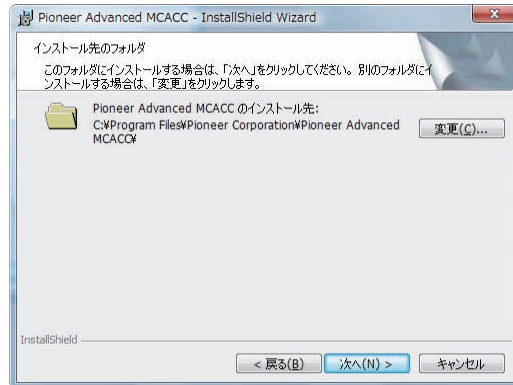 Pioneer Advanced MCACC - InstallShield Wizard
インストール先のフォルダ
このフォルダにインストールする場合は、「次へ」をクリックしてください。別のフォルダにイ
ンストールする場合は、「変更」をクリックします。
Pioneer Advanced MCACC のインストール先:
C:¥Program Files¥Pioneer Corporation¥Pioneer Advanced
MCACC¥
変更(C)...
InstallShield
< 戻る(B)
次へ(N) >
キャンセル